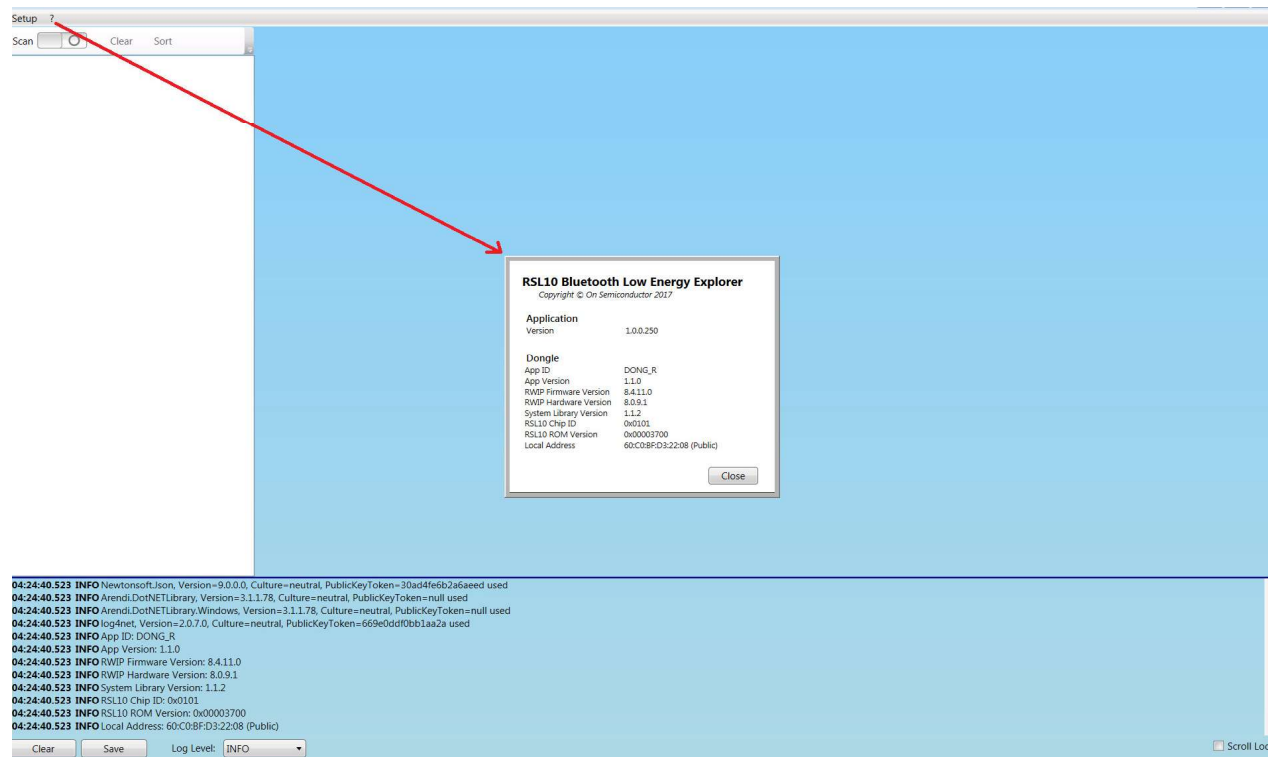 Setup ?
Scan Clear Sort
RSL10 Bluetooth Low Energy Explorer
Copyright © On Semiconductor 2017
Application
Version 1.0.0.250
Dongle
App ID DONG_R
App Version 1.1.0
RWIP Firmware Version 8.4.11.0
RWIP Hardware Version 8.0.9.1
System Library Version 1.1.2
RSL10 Chip ID 0x0101
RSL10 ROM Version 0x00003700
Local Address 60:C0:BF:D3:22:08 (Public)
Close
04:24:40.523 INFO Newtonsoft.Json, Version=9.0.0.0, Culture=neutral, PublicKeyToken=30ad4fe6b2a6aeed used
04:24:40.523 INFO Arendi.DotNETLibrary, Version=3.1.1.78, Culture=neutral, PublicKeyToken=null used
04:24:40.523 INFO Arendi.DotNETLibrary.Windows, Version=3.1.1.78, Culture=neutral, PublicKeyToken=null used
04:24:40.523 INFO log4net, Version=2.0.7.0, Culture=neutral, PublicKeyToken=669e0ddf0bb1aa2a used
04:24:40.523 INFO App ID: DONG_R
04:24:40.523 INFO App Version: 1.1.0
04:24:40.523 INFO RWIP Firmware Version: 8.4.11.0
04:24:40.523 INFO RWIP Hardware Version: 8.0.9.1
04:24:40.523 INFO System Library Version: 1.1.2
04:24:40.523 INFO RSL10 Chip ID: 0x0101
04:24:40.523 INFO RSL10 ROM Version: 0x00003700
04:24:40.523 INFO Local Address: 60:C0:BF:D3:22:08 (Public)
Clear Save Log Level: INFO Scroll Loc